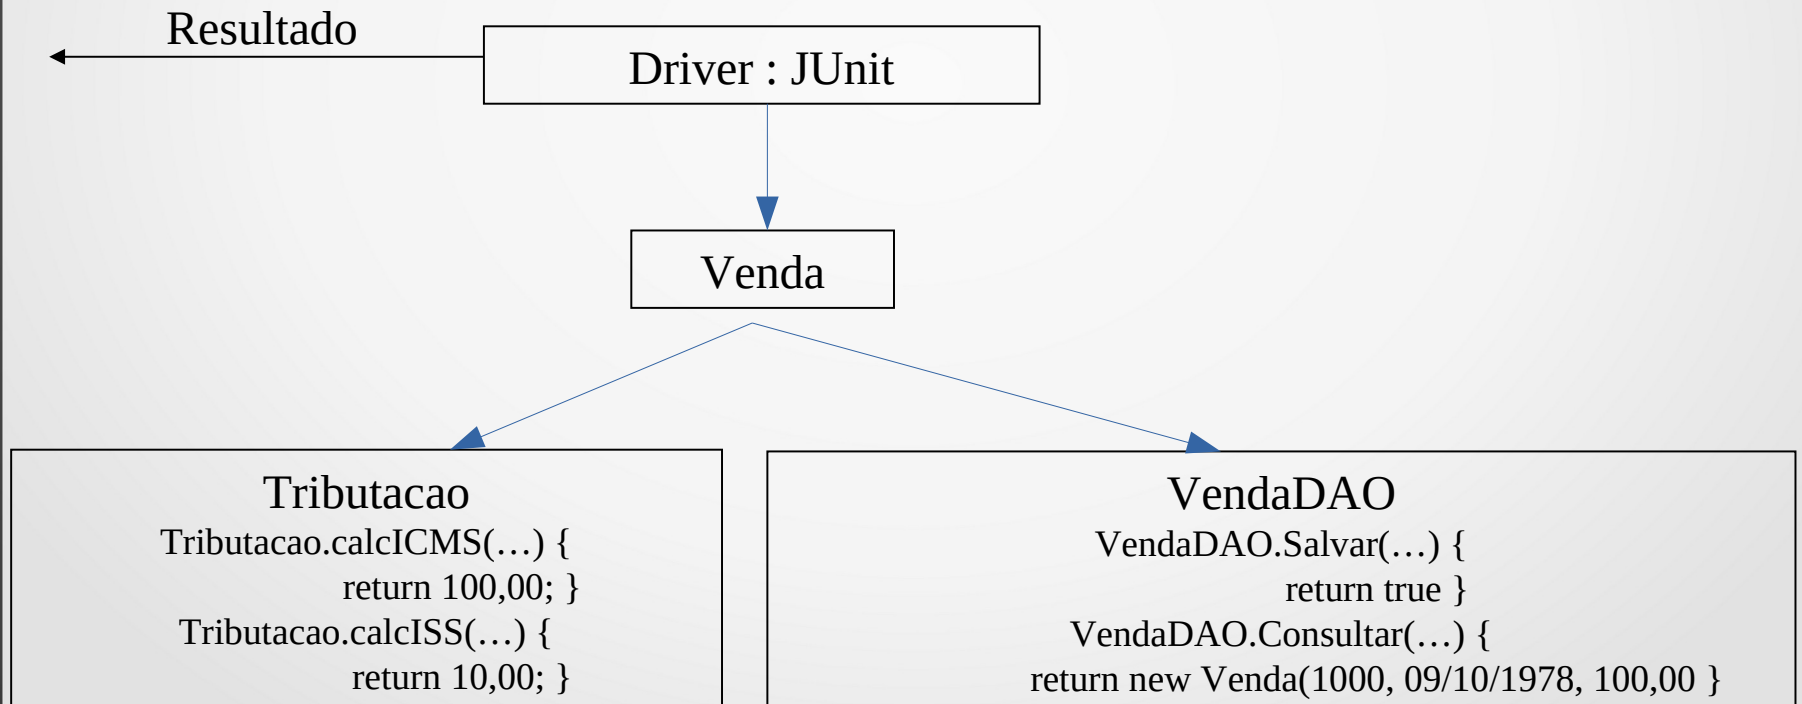 Resultado
Driver : JUnit
Venda
Tributacao
Tributacao.calcICMS(…) {
return 100,00; }
Tributacao.calcISS(…) {
return 10,00; }
VendaDAO
VendaDAO.Salvar(…) {
return true }
VendaDAO.Consultar(…) {
return new Venda(1000, 09/10/1978, 100,00 }